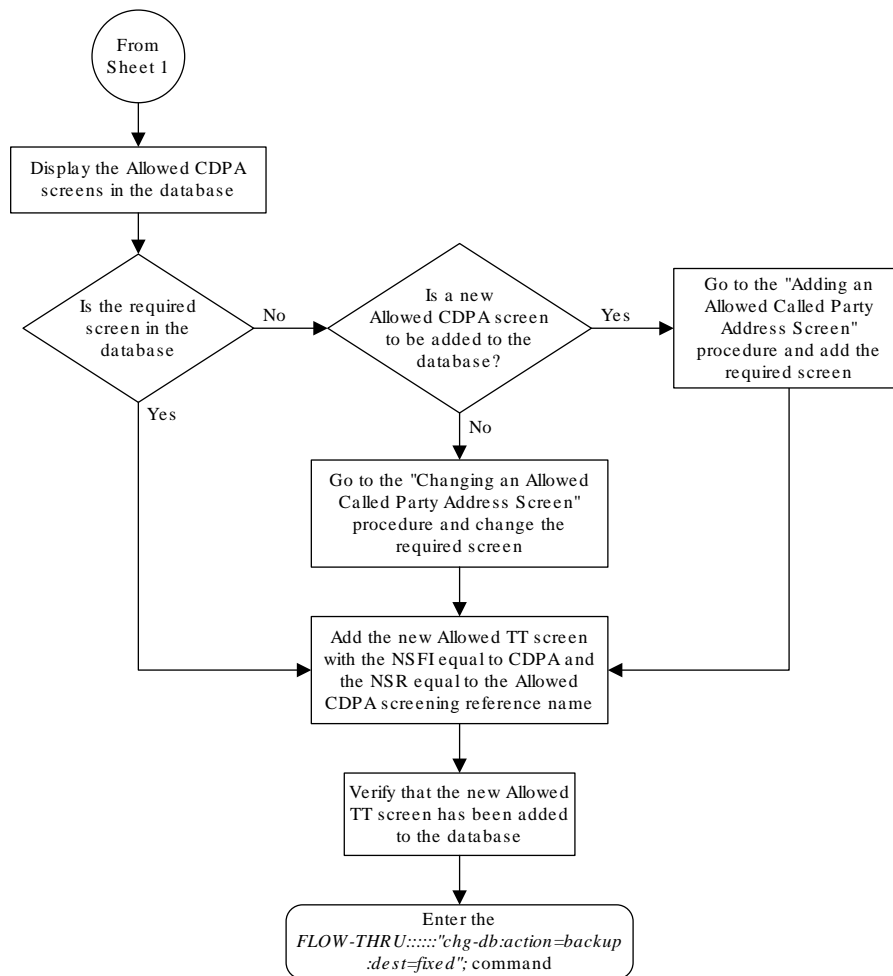 From
Sheet 1
Display the Allowed CDPA
screens in the database
Is the required
screen in the
database
No
Yes
Is a new
Allowed CDPA screen
to be added to the
database?
Yes
No
Go to the "Adding an
Allowed Called Party
Address Screen"
procedure and add the
required screen
Go to the "Changing an Allowed
Called Party Address Screen"
procedure and change the
required screen
Add the new Allowed TT screen
with the NSFI equal to CDPA and
the NSR equal to the Allowed
CDPA screening reference name
Verify that the new Allowed
TT screen has been added
to the database
Enter the
FLOW-THRU::::::"chg-db:action=backup
:dest=fixed"; command